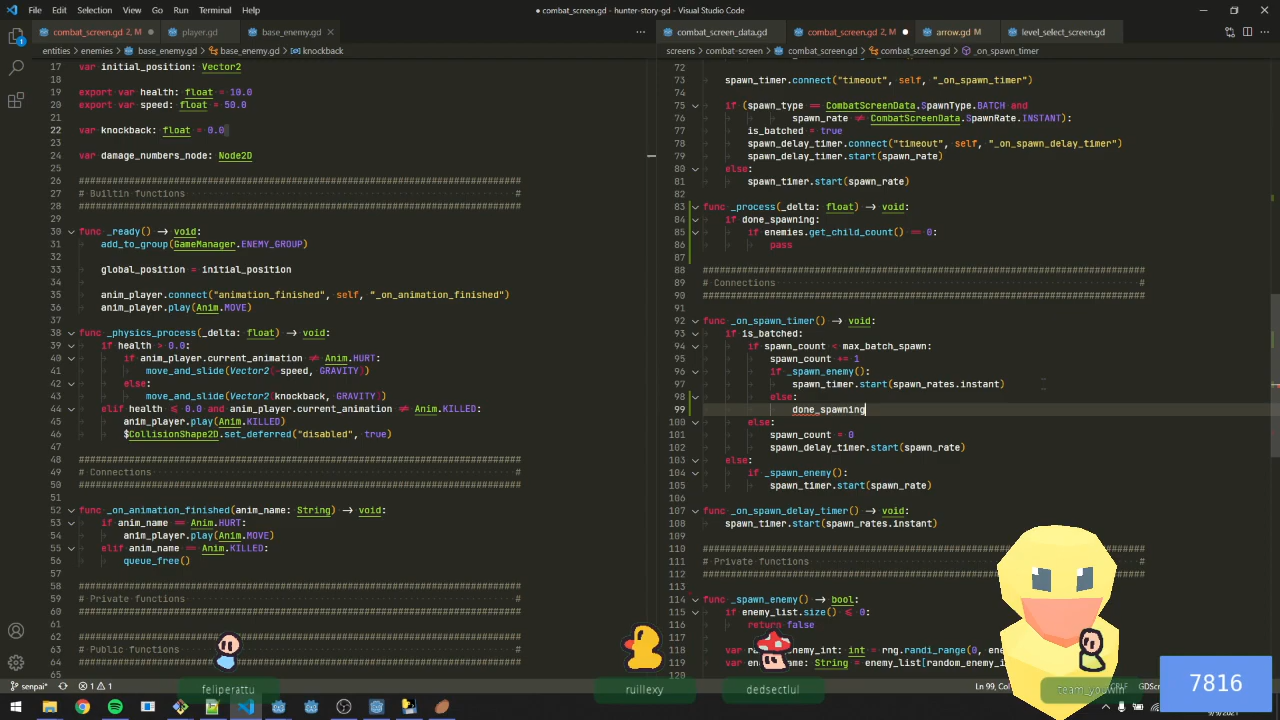 File Edit Selection View Go Run Terminal Help
● combat_screen.gd - hunter-story-gd - Visual Studio Code
combat_screen.gd 2, M ●
player.gd
base_enemy.gd ×
entities > enemies > base_enemy.gd > base_enemy.gd > knockback
17 var initial_position: Vector2
18
19 export var health: float = 10.0
20 export var speed: float = 50.0
21
22 var knockback: float = 0.0
23
24 var damage_numbers_node: Node2D
25
26 ###############################################################################
27 # Builtin functions #
28 ###############################################################################
29
30 func _ready() -> void:
31 add_to_group(GameManager.ENEMY_GROUP)
32
33 global_position = initial_position
34
35 anim_player.connect("animation_finished", self, "_on_animation_finished")
36 anim_player.play(Anim.MOVE)
37
38 func _physics_process(_delta: float) -> void:
39 if health > 0.0:
40 if anim_player.current_animation != Anim.HURT:
41 move_and_slide(Vector2(-speed, GRAVITY))
42 else:
43 move_and_slide(Vector2(knockback, GRAVITY))
44 elif health <= 0.0 and anim_player.current_animation != Anim.KILLED:
45 anim_player.play(Anim.KILLED)
46 $CollisionShape2D.set_deferred("disabled", true)
47
48 ###############################################################################
49 # Connections #
50 ###############################################################################
51
52 func _on_animation_finished(anim_name: String) -> void:
53 if anim_name == Anim.HURT:
54 anim_player.play(Anim.MOVE)
55 elif anim_name == Anim.KILLED:
56 queue_free()
57
58 ###############################################################################
59 # Private functions #
60 ###############################################################################
61
62 ###############################################################################
63 # Public functions #
64 ###############################################################################
65
combat_screen_data.gd
combat_screen.gd 2, M ●
arrow.gd M
level_select_screen.gd
screens > combat-screen > combat_screen.gd > combat_screen.gd > _on_spawn_timer
72
73 spawn_timer.connect("timeout", self, "_on_spawn_timer")
74
75 if (spawn_type == CombatScreenData.SpawnType.BATCH and
76 spawn_rate != CombatScreenData.SpawnRate.INSTANT):
77 is_batched = true
78 spawn_delay_timer.connect("timeout", self, "_on_spawn_delay_timer")
79 spawn_delay_timer.start(spawn_rate)
80 else:
81 spawn_timer.start(spawn_rate)
82
83 func _process(_delta: float) -> void:
84 if done_spawning:
85 if enemies.get_child_count() == 0:
86 pass
87
88 ###############################################################################
89 # Connections #
90 ###############################################################################
91
92 func _on_spawn_timer() -> void:
93 if is_batched:
94 if spawn_count < max_batch_spawn:
95 spawn_count += 1
96 if _spawn_enemy():
97 spawn_timer.start(spawn_rates.instant)
98 else:
99 done_spawning
100 else:
101 spawn_count = 0
102 spawn_delay_timer.start(spawn_rate)
103 else:
104 if _spawn_enemy():
105 spawn_timer.start(spawn_rate)
106
107 func _on_spawn_delay_timer() -> void:
108 spawn_timer.start(spawn_rates.instant)
109
110 ###############################################################################
111 # Private functions
112 ###############################################################################
113
114 func _spawn_enemy() -> bool:
115 if enemy_list.size() <= 0:
116 return false
117
118 var random_enemy_int: int = rng.randi_range(0,
119 String = enemy_list[random_enemy_i
120
feliperattu
ruillexy
dedsectlul
team_youwin
7816
senpai* 1 1
Ln 99,
9/9/2021